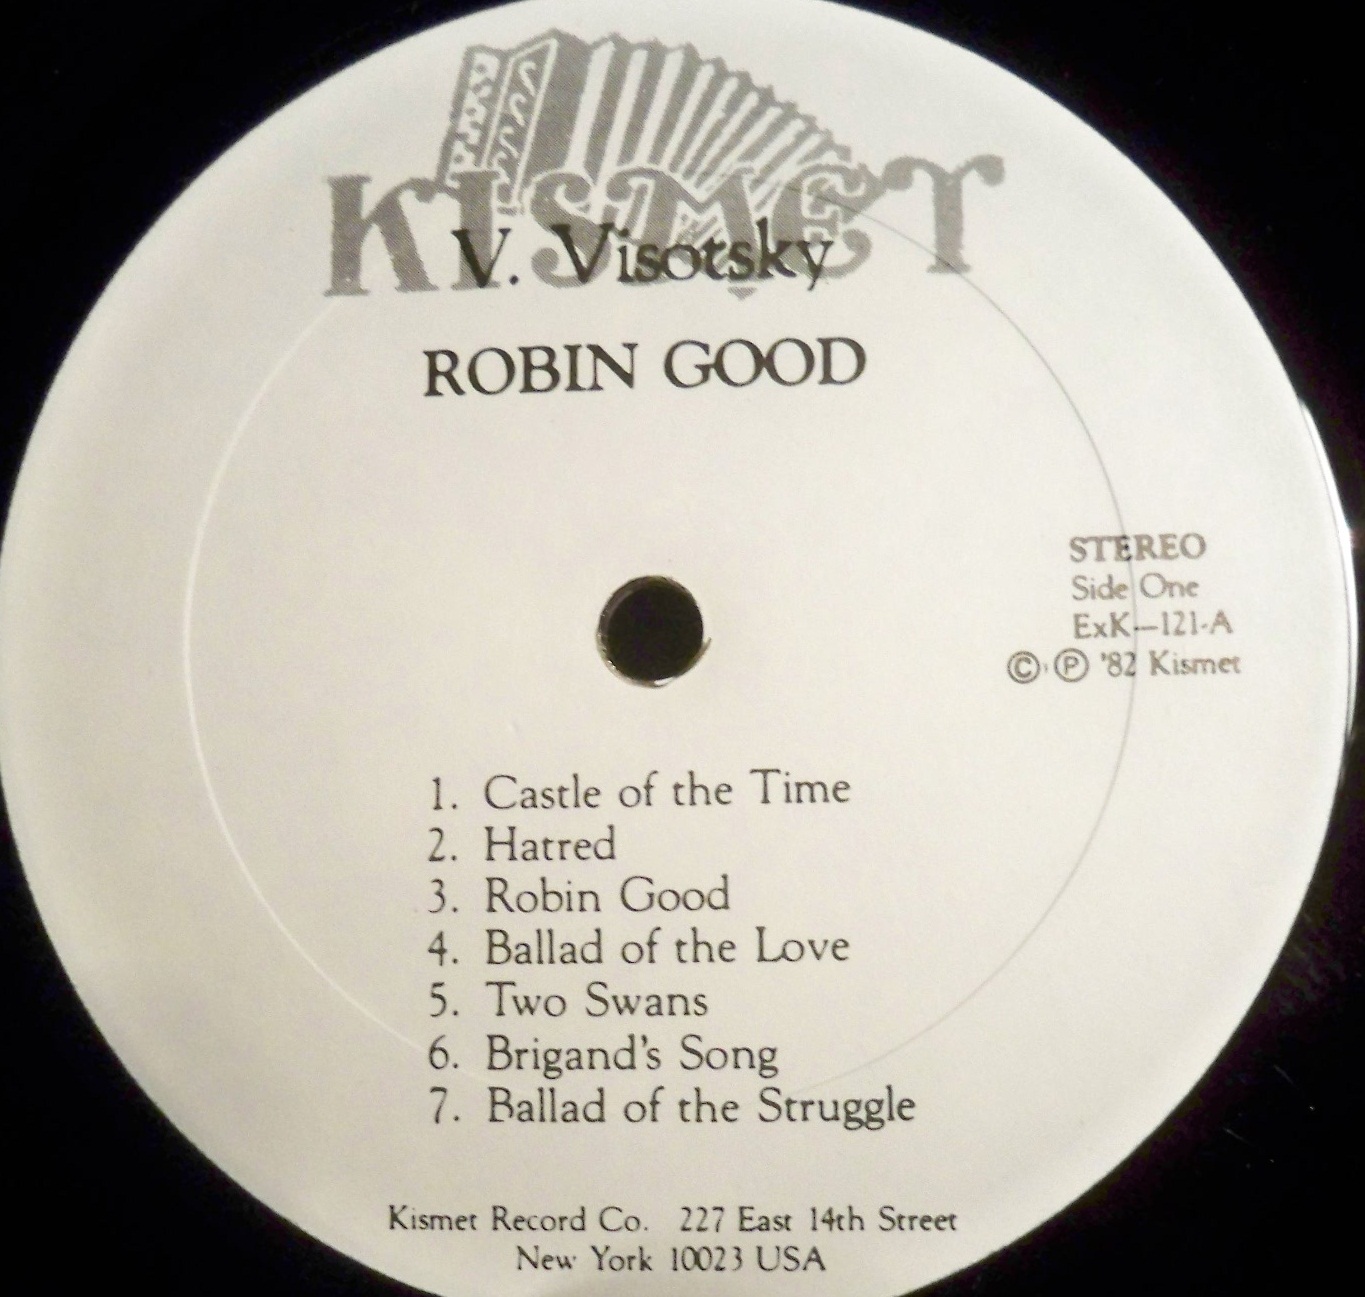 KISMET
V. Visotsky
ROBIN GOOD
STEREO
Side One
ExK—121-A
© Ⓟ '82 Kismet
1. Castle of the Time
2. Hatred
3. Robin Good
4. Ballad of the Love
5. Two Swans
6. Brigand's Song
7. Ballad of the Struggle
Kismet Record Co. 227 East 14th Street
New York 10023 USA